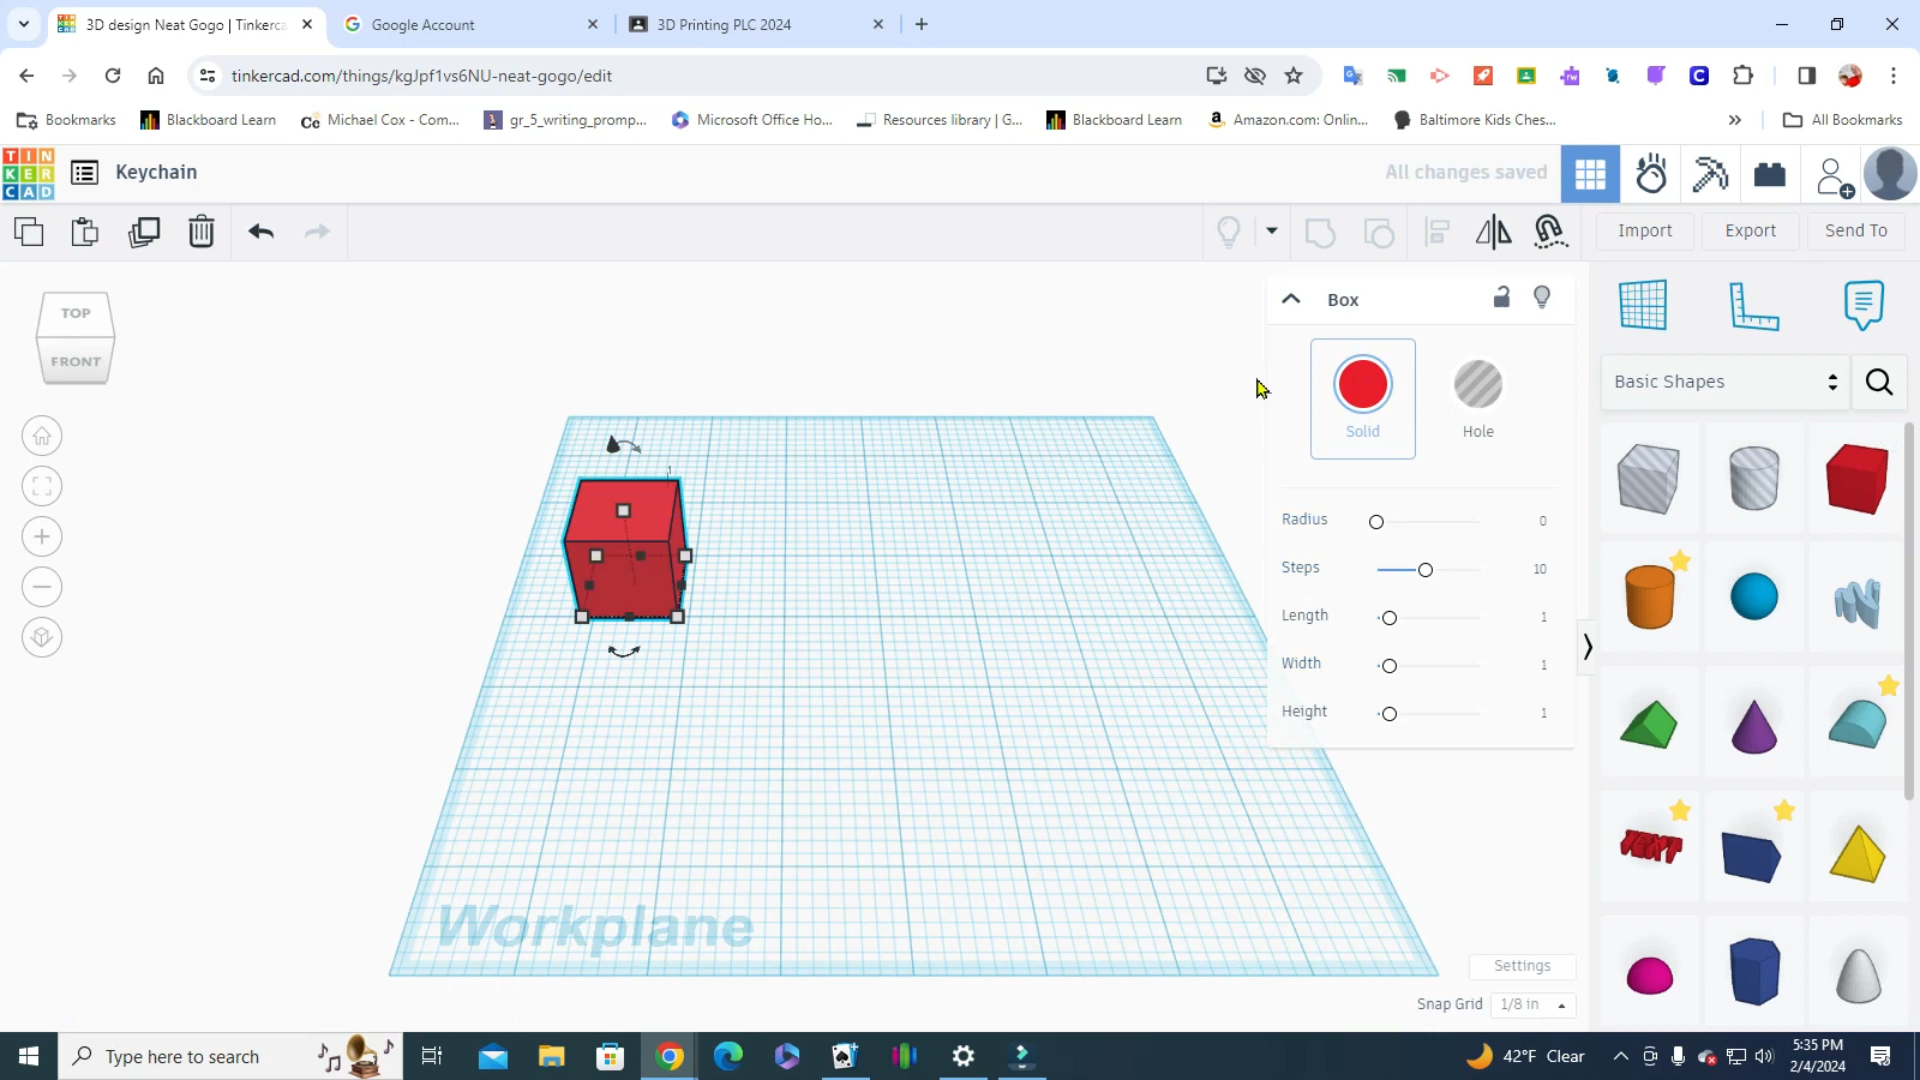 3D design Neat Gogo | Tinkerca
Google Account
3D Printing PLC 2024
tinkercad.com/things/kgJpf1vs6NU-neat-gogo/edit
Bookmarks
Blackboard Learn
Cc Michael Cox - Com...
gr_5_writing_promp...
Microsoft Office Ho...
Resources library | G...
Blackboard Learn
Amazon.com: Onlin...
Baltimore Kids Ches...
All Bookmarks
TIN
KER
CAD
Keychain
All changes saved
Import
Export
Send To
TOP
FRONT
Box
Solid
Hole
Radius 0
Steps 10
Length 1
Width 1
Height 1
1
Basic Shapes
TEXT
Workplane
Settings
Snap Grid 1/8 in
Type here to search
42°F Clear
5:35 PM
2/4/2024